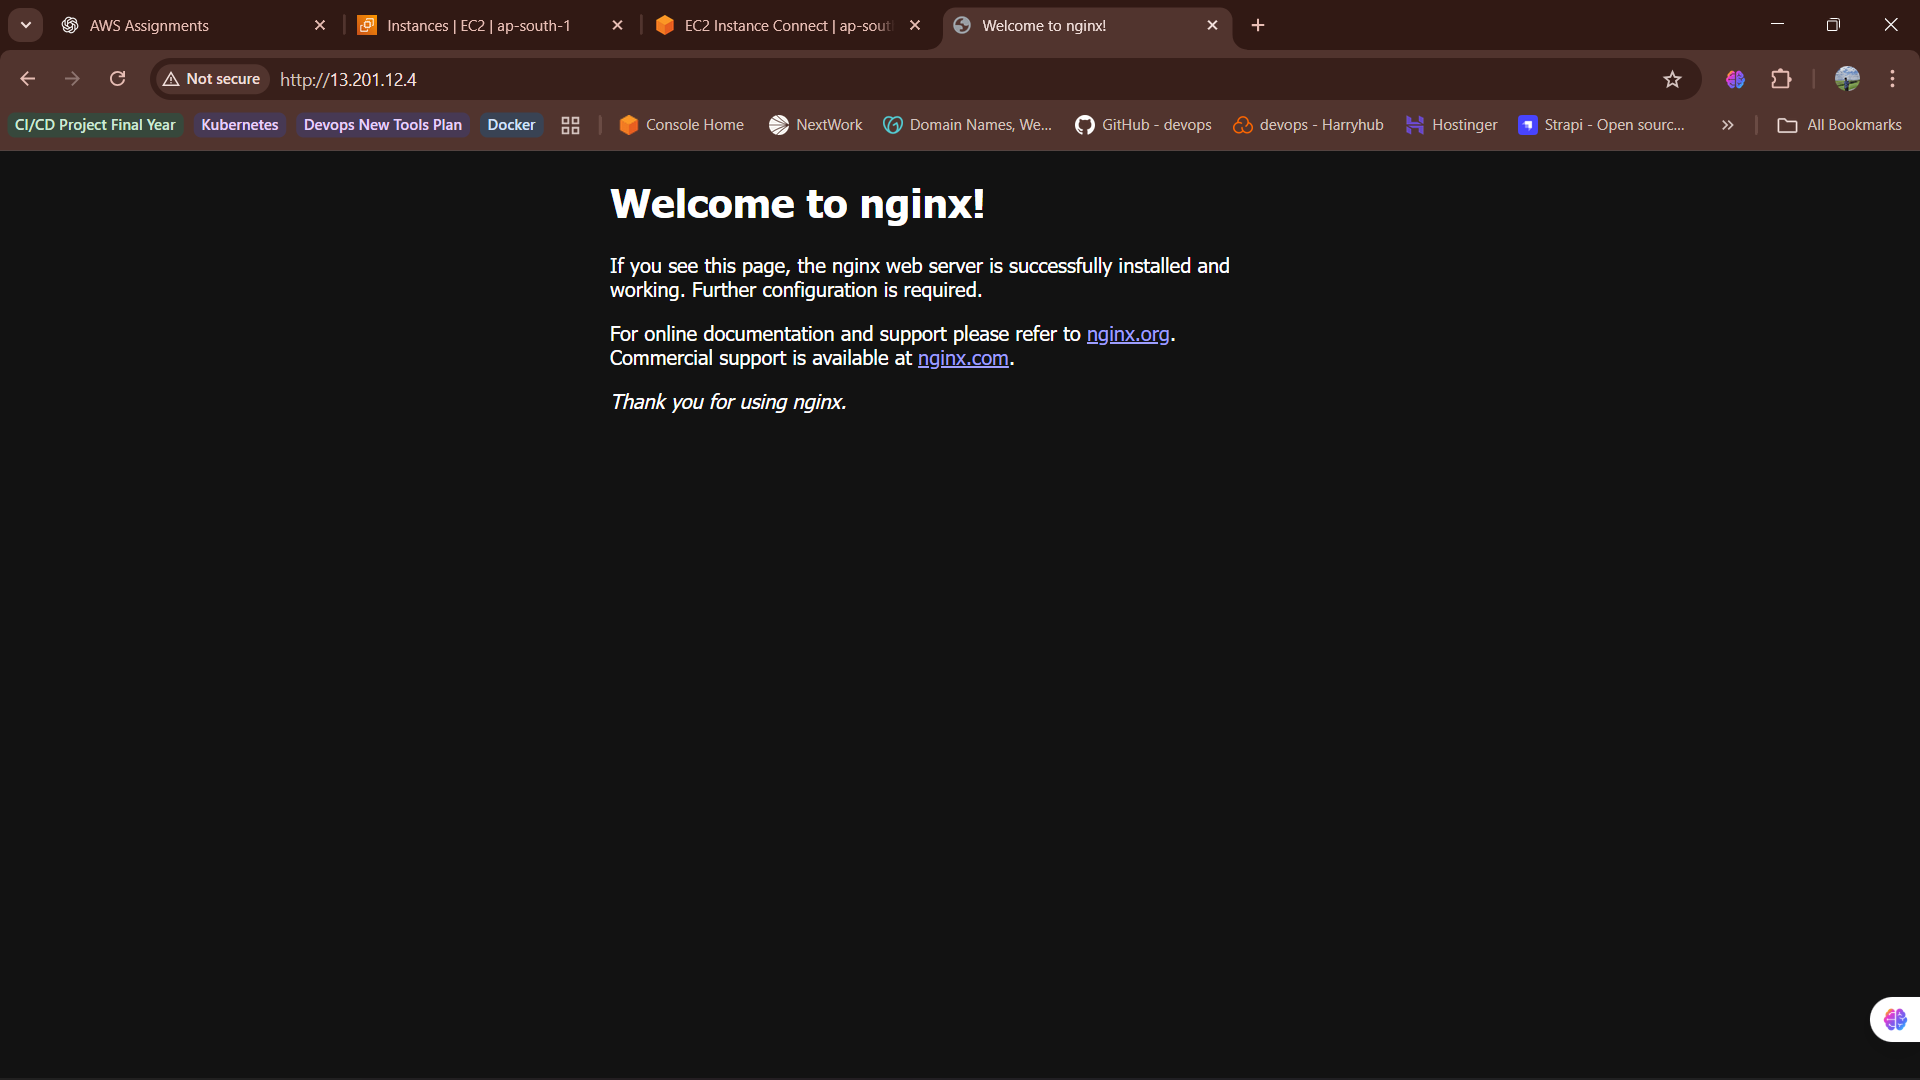 AWS Assignments
Instances | EC2 | ap-south-1
EC2 Instance Connect | ap-sout
Welcome to nginx!
Not secure
http://13.201.12.4
CI/CD Project Final Year
Kubernetes
Devops New Tools Plan
Docker
Console Home
NextWork
Domain Names, We...
GitHub - devops
devops - Harryhub
Hostinger
Strapi - Open sourc...
All Bookmarks
Welcome to nginx!
If you see this page, the nginx web server is successfully installed and
working. Further configuration is required.
For online documentation and support please refer to nginx.org.
Commercial support is available at nginx.com.
Thank you for using nginx.